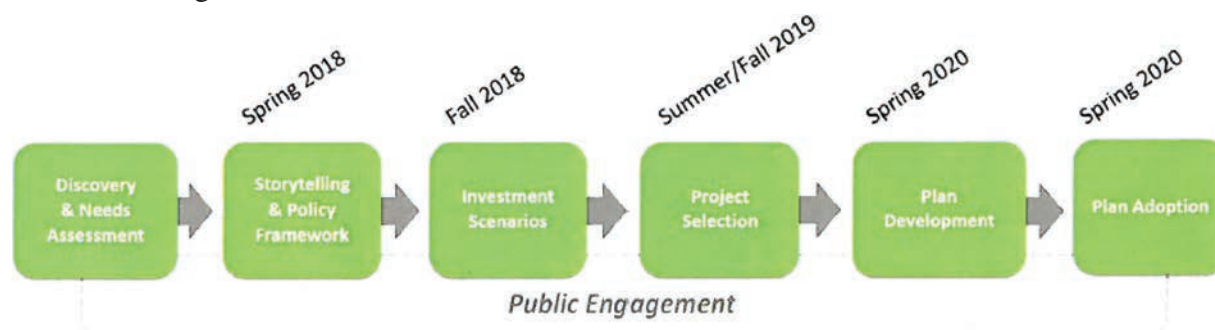 Spring 2018
Fall 2018
Summer/Fall 2019
Spring 2020
Spring 2020
Discovery
& Needs
Assessment
Storytelling
& Policy
Framework
Investment
Scenarios
Project
Selection
Plan
Development
Plan Adoption
Public Engagement